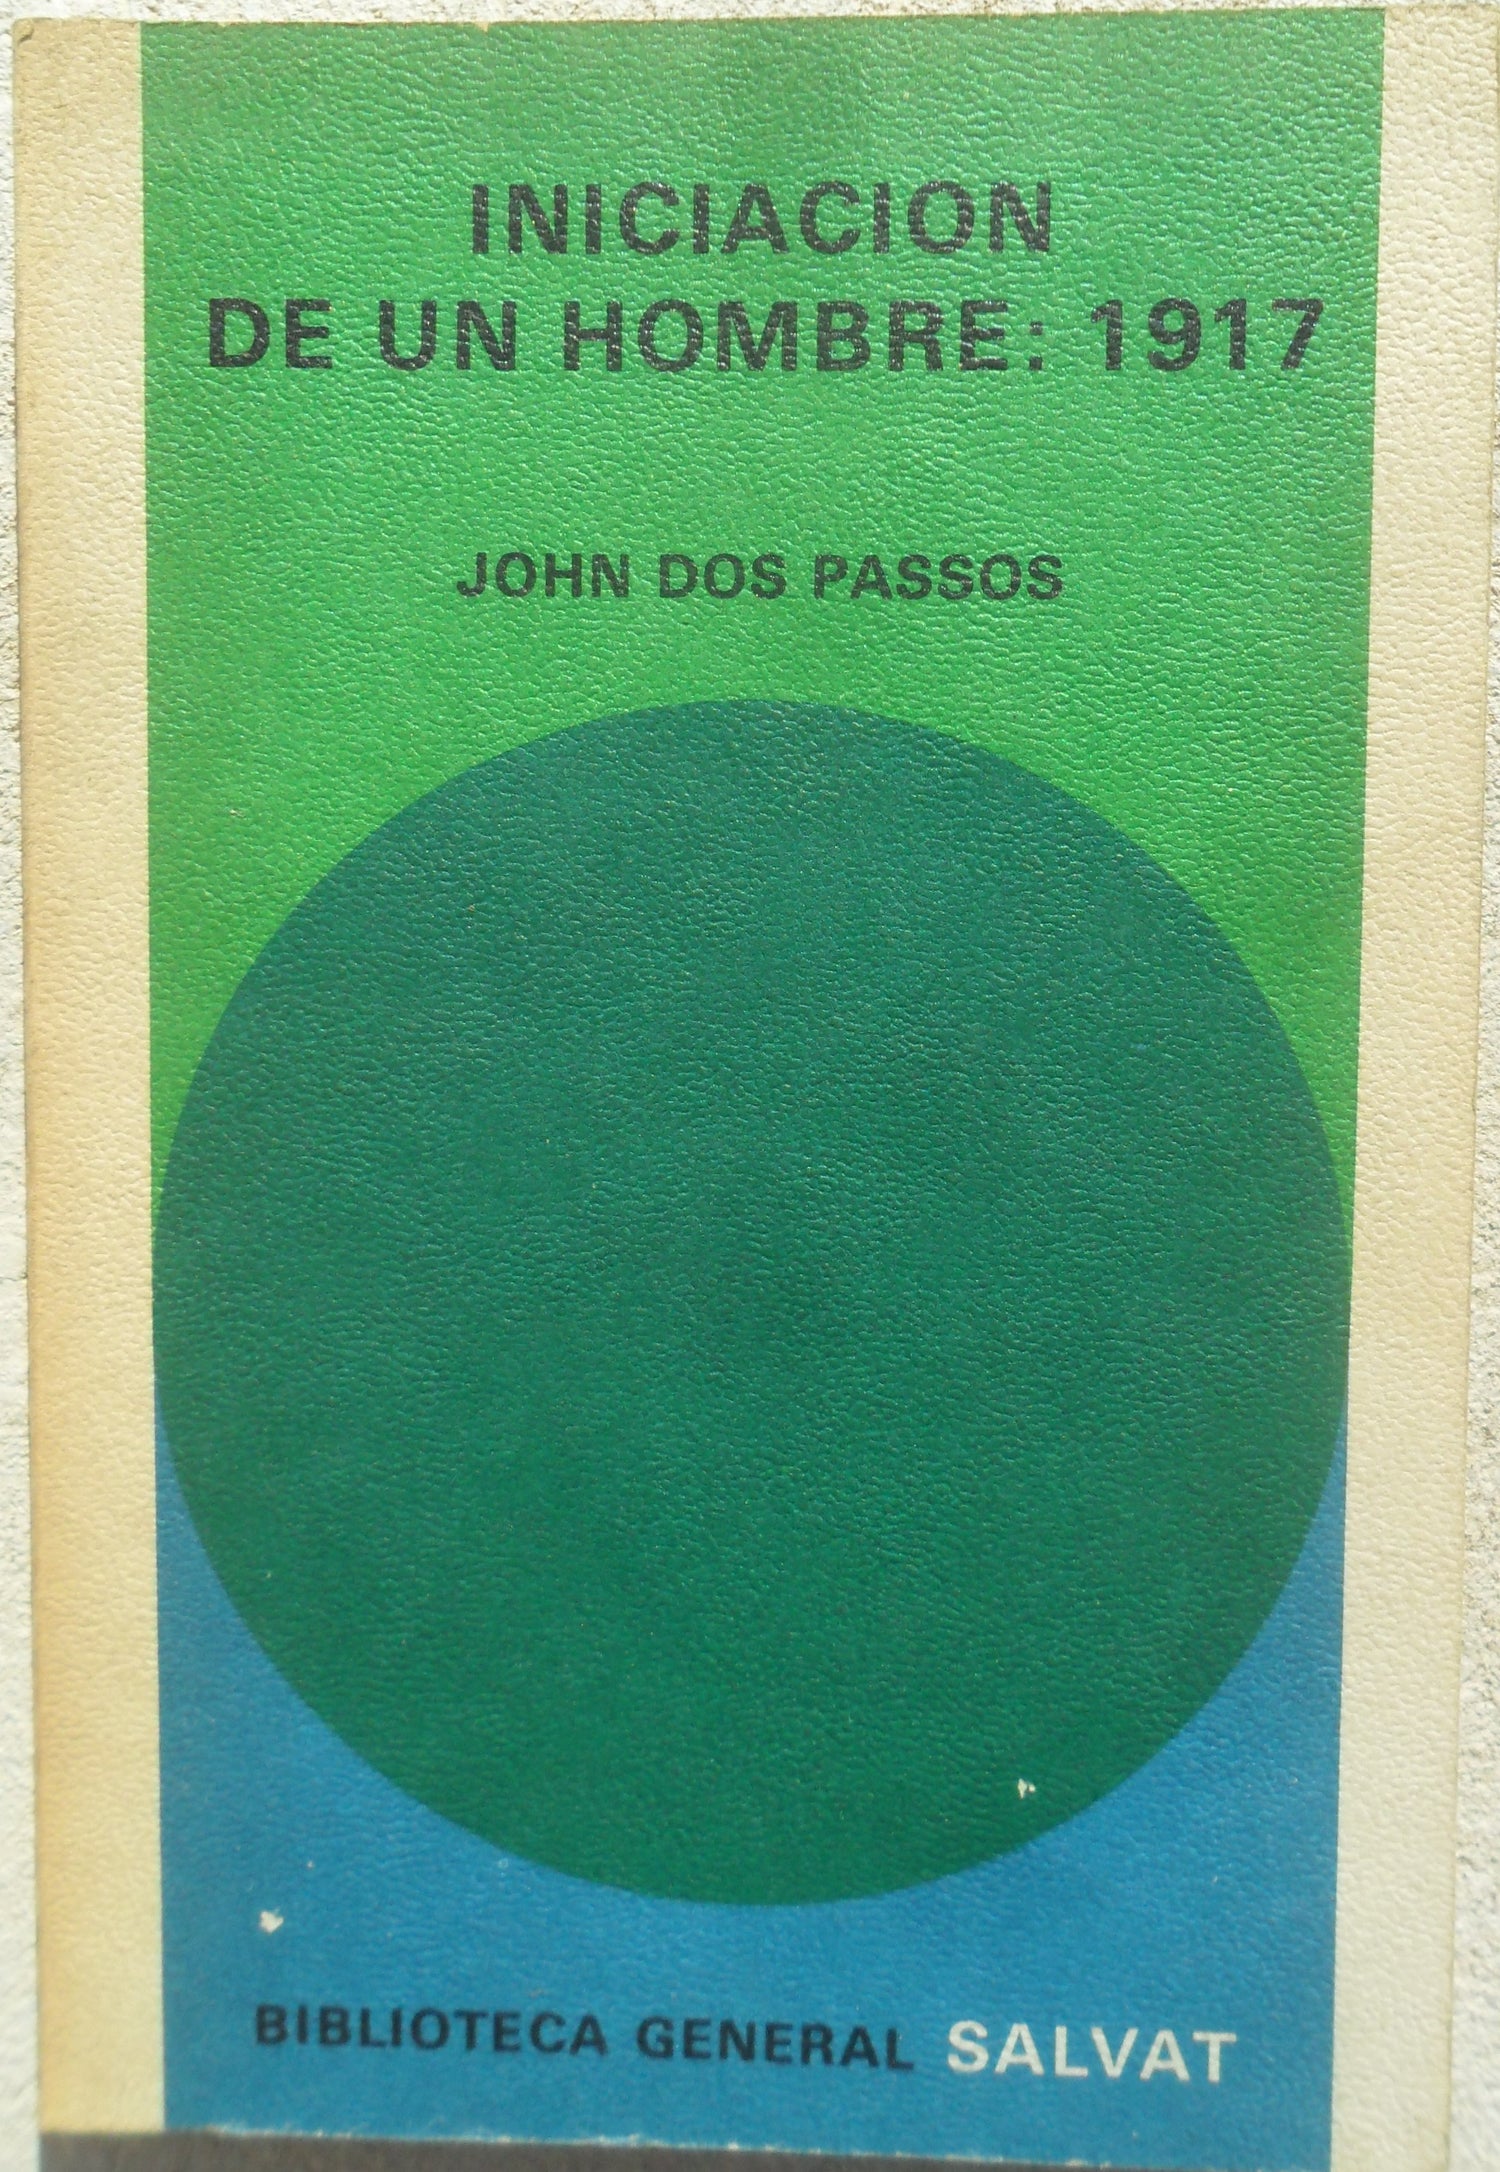 INICIACION
DE UN HOMBRE: 1917
JOHN DOS PASSOS
BIBLIOTECA GENERAL SALVAT